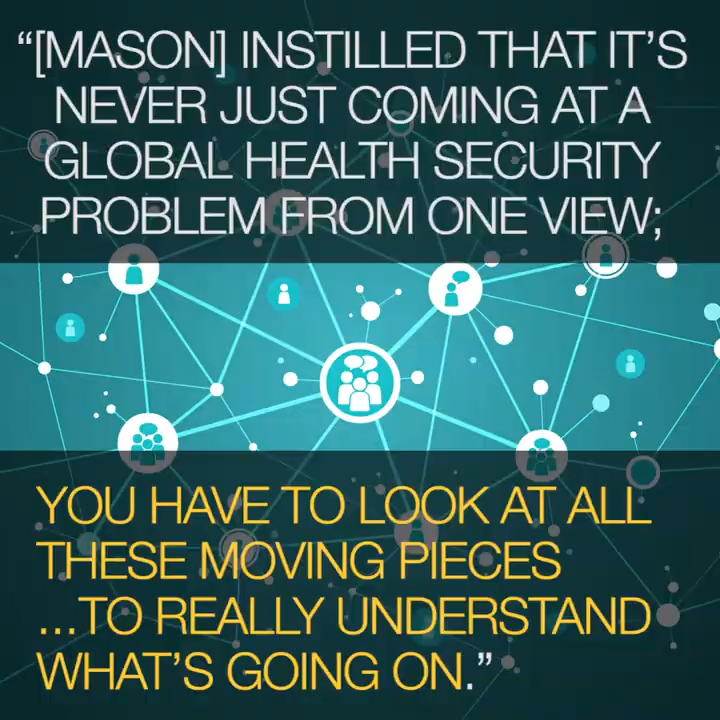 “[MASON] INSTILLED THAT IT’S
NEVER JUST COMING AT A
GLOBAL HEALTH SECURITY
PROBLEM FROM ONE VIEW;
YOU HAVE TO LOOK AT ALL
THESE MOVING PIECES
...TO REALLY UNDERSTAND
WHAT’S GOING ON.”